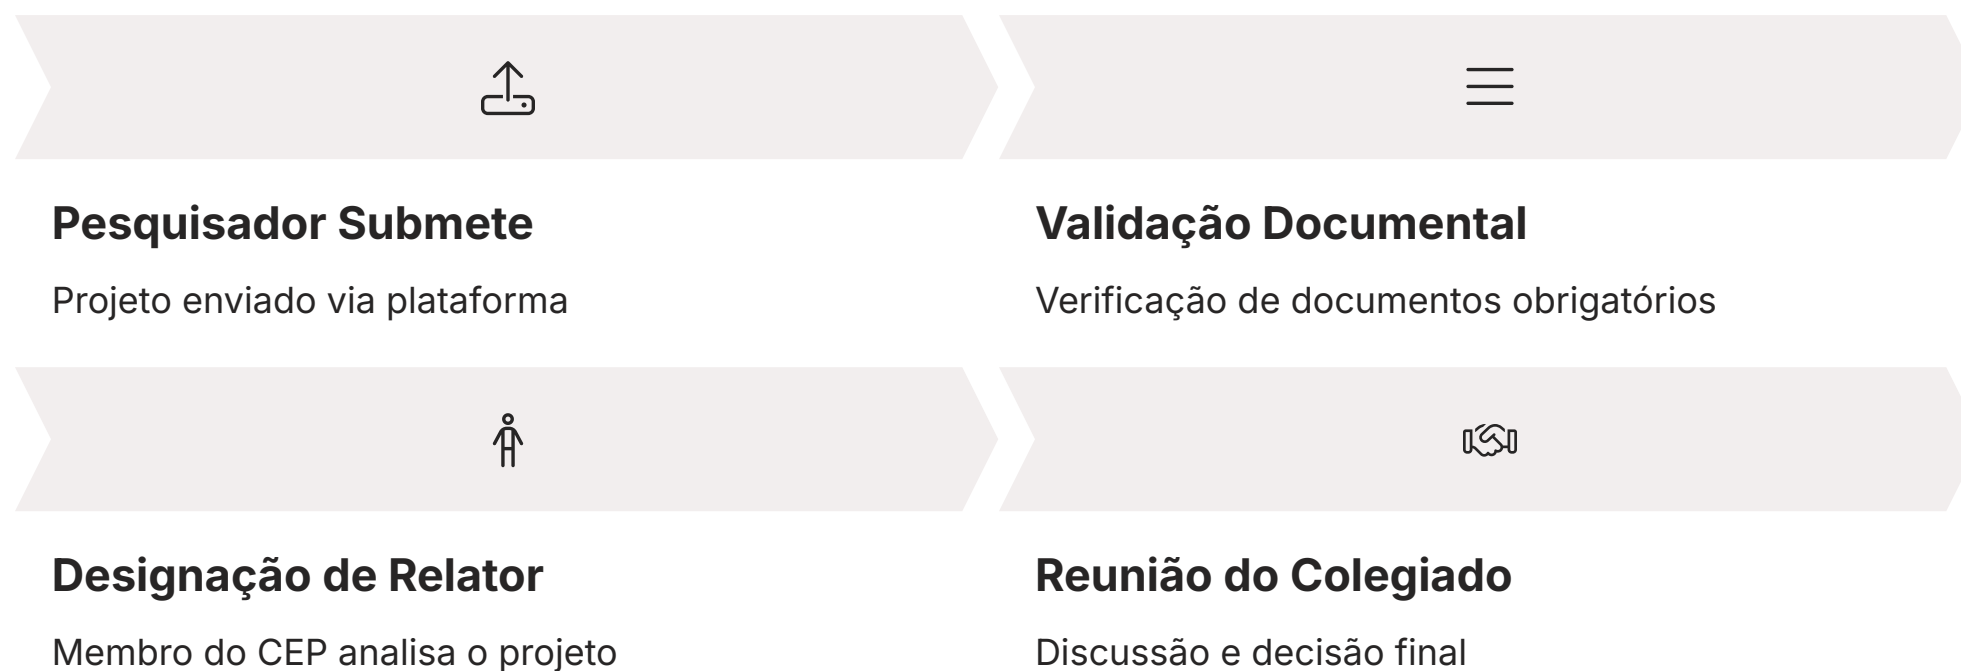 Pesquisador Submete
Projeto enviado via plataforma
Validação Documental
Verificação de documentos obrigatórios
Designação de Relator
Membro do CEP analisa o projeto
Reunião do Colegiado
Discussão e decisão final